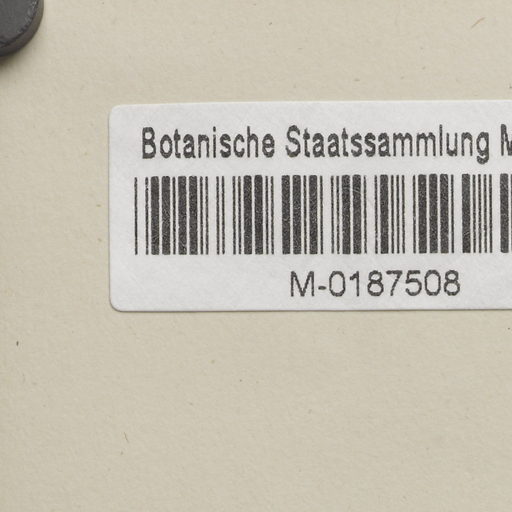 Botanische Staatssammlung M
M-0187508